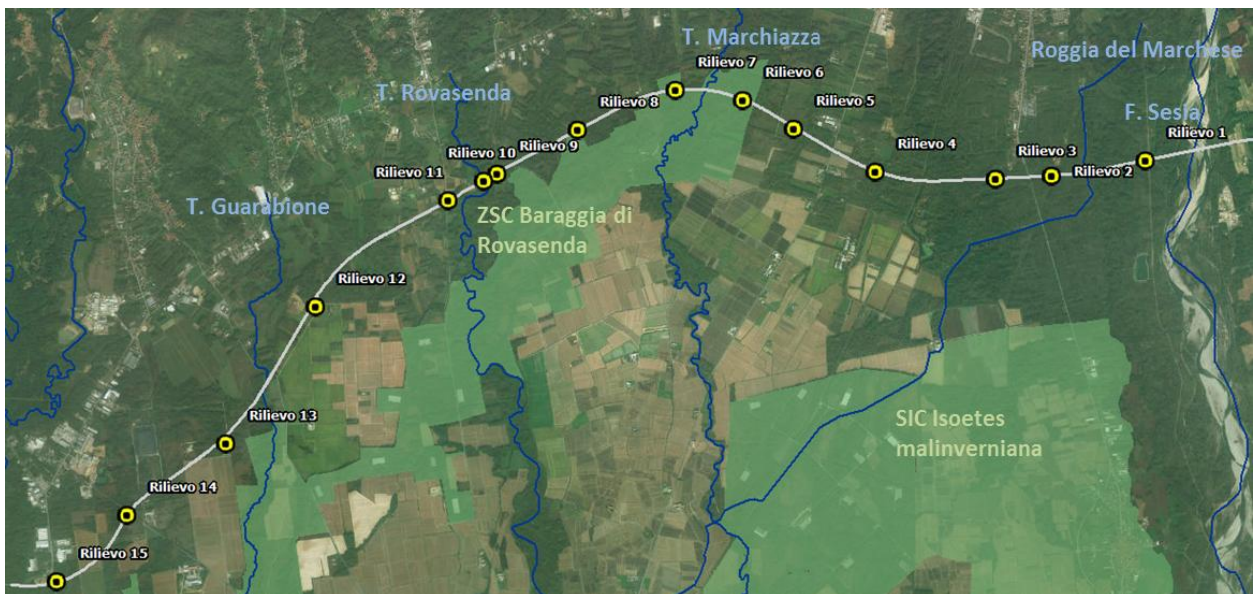 T. Marchiazza
Roggia del Marchese
Rilievo 7
Rilievo 6
T. Rovasenda
Rilievo 8
Rilievo 5
F. Sesia
Rilievo 1
Rilievo 9
Rilievo 10
Rilievo 4
Rilievo 3
Rilievo 2
Rilievo 11
T. Guarabione
ZSC Baraggia di
Rovasenda
Rilievo 12
SIC Isoetes
malinverniana
Rilievo 13
Rilievo 14
Rilievo 15